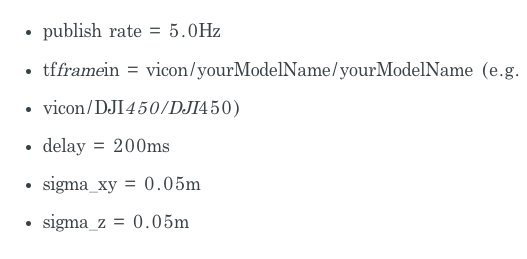 • publish rate = 5.0Hz
• tfframein = vicon/yourModelName/yourModelName (e.g.
• vicon/DJI450/DJI450)
• delay = 200ms
• sigma_xy = 0.05m
• sigma_z = 0.05m